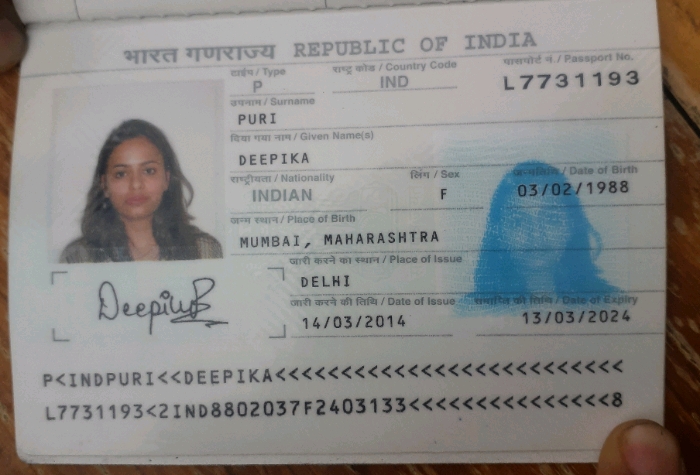 भारत गणराज्य REPUBLIC OF INDIA
टाईप / Type राष्ट्र कोड / Country Code पासपोर्ट नं. / Passport No.
P IND L7731193
उपनाम / Surname
PURI
दिया गया नाम / Given Name(s)
DEEPIKA
राष्ट्रीयता / Nationality लिंग / Sex जन्मतिथि / Date of Birth
INDIAN F 03/02/1988
जन्म स्थान / Place of Birth
MUMBAI, MAHARASHTRA
जारी करने का स्थान / Place of Issue
DELHI
जारी करने की तिथि / Date of Issue समाप्ति की तिथि / Date of Expiry
14/03/2014 13/03/2024
Deepika
P<INDPURI<<DEEPIKA<<<<<<<<<<<<<<<<<<<<<<<<<<
L7731193<2IND8802037F2403133<<<<<<<<<<<<<<<8